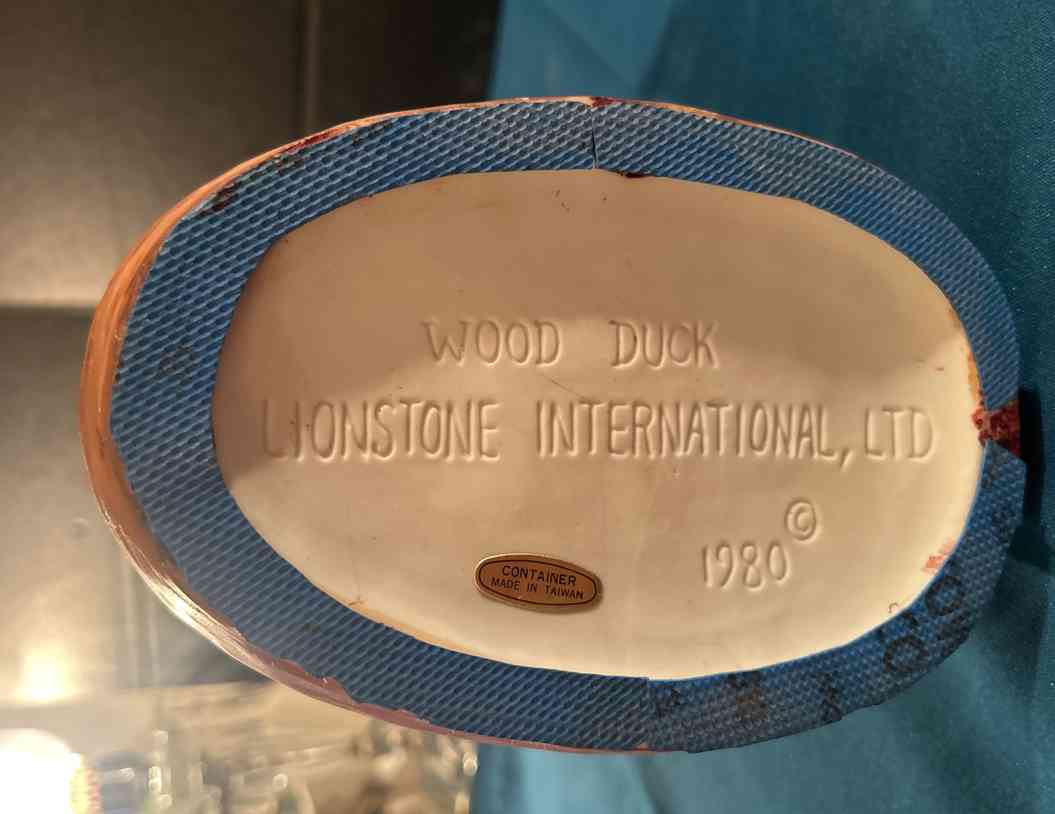 WOOD DUCK
LIONSTONE INTERNATIONAL, LTD
©
1980
CONTAINER
MADE IN TAIWAN